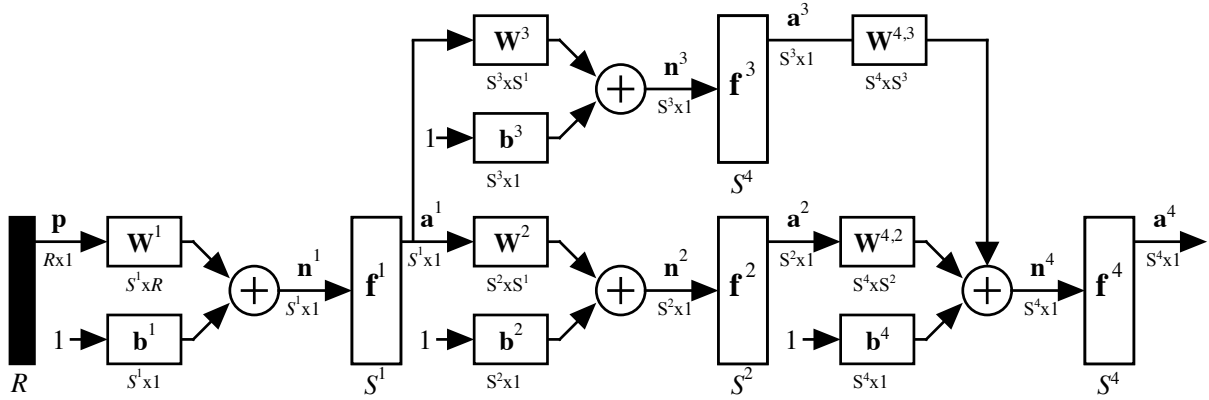 W³ n³ f³ a³ W⁴,³
S³xS¹ S³x1 S³x1 S⁴xS³
1 b³
S³x1 S⁴
p W¹ n¹ f¹ a¹ W² n² f² a² W⁴,² n⁴ f⁴ a⁴
Rx1 S¹xR S¹x1 S¹x1 S²xS¹ S²x1 S²x1 S⁴xS² S⁴x1 S⁴x1
1 b¹ 1 b² 1 b⁴
R S¹x1 S¹ S²x1 S² S⁴x1 S⁴